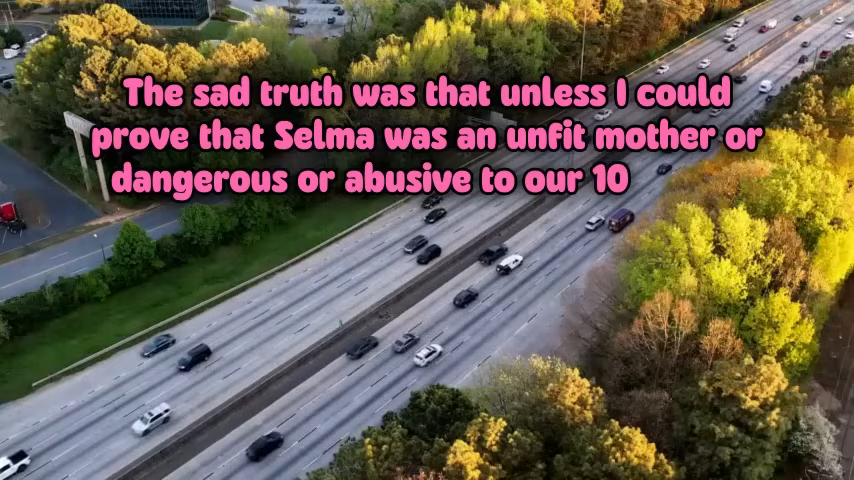 The sad truth was that unless I could
prove that Selma was an unfit mother or
dangerous or abusive to our 10